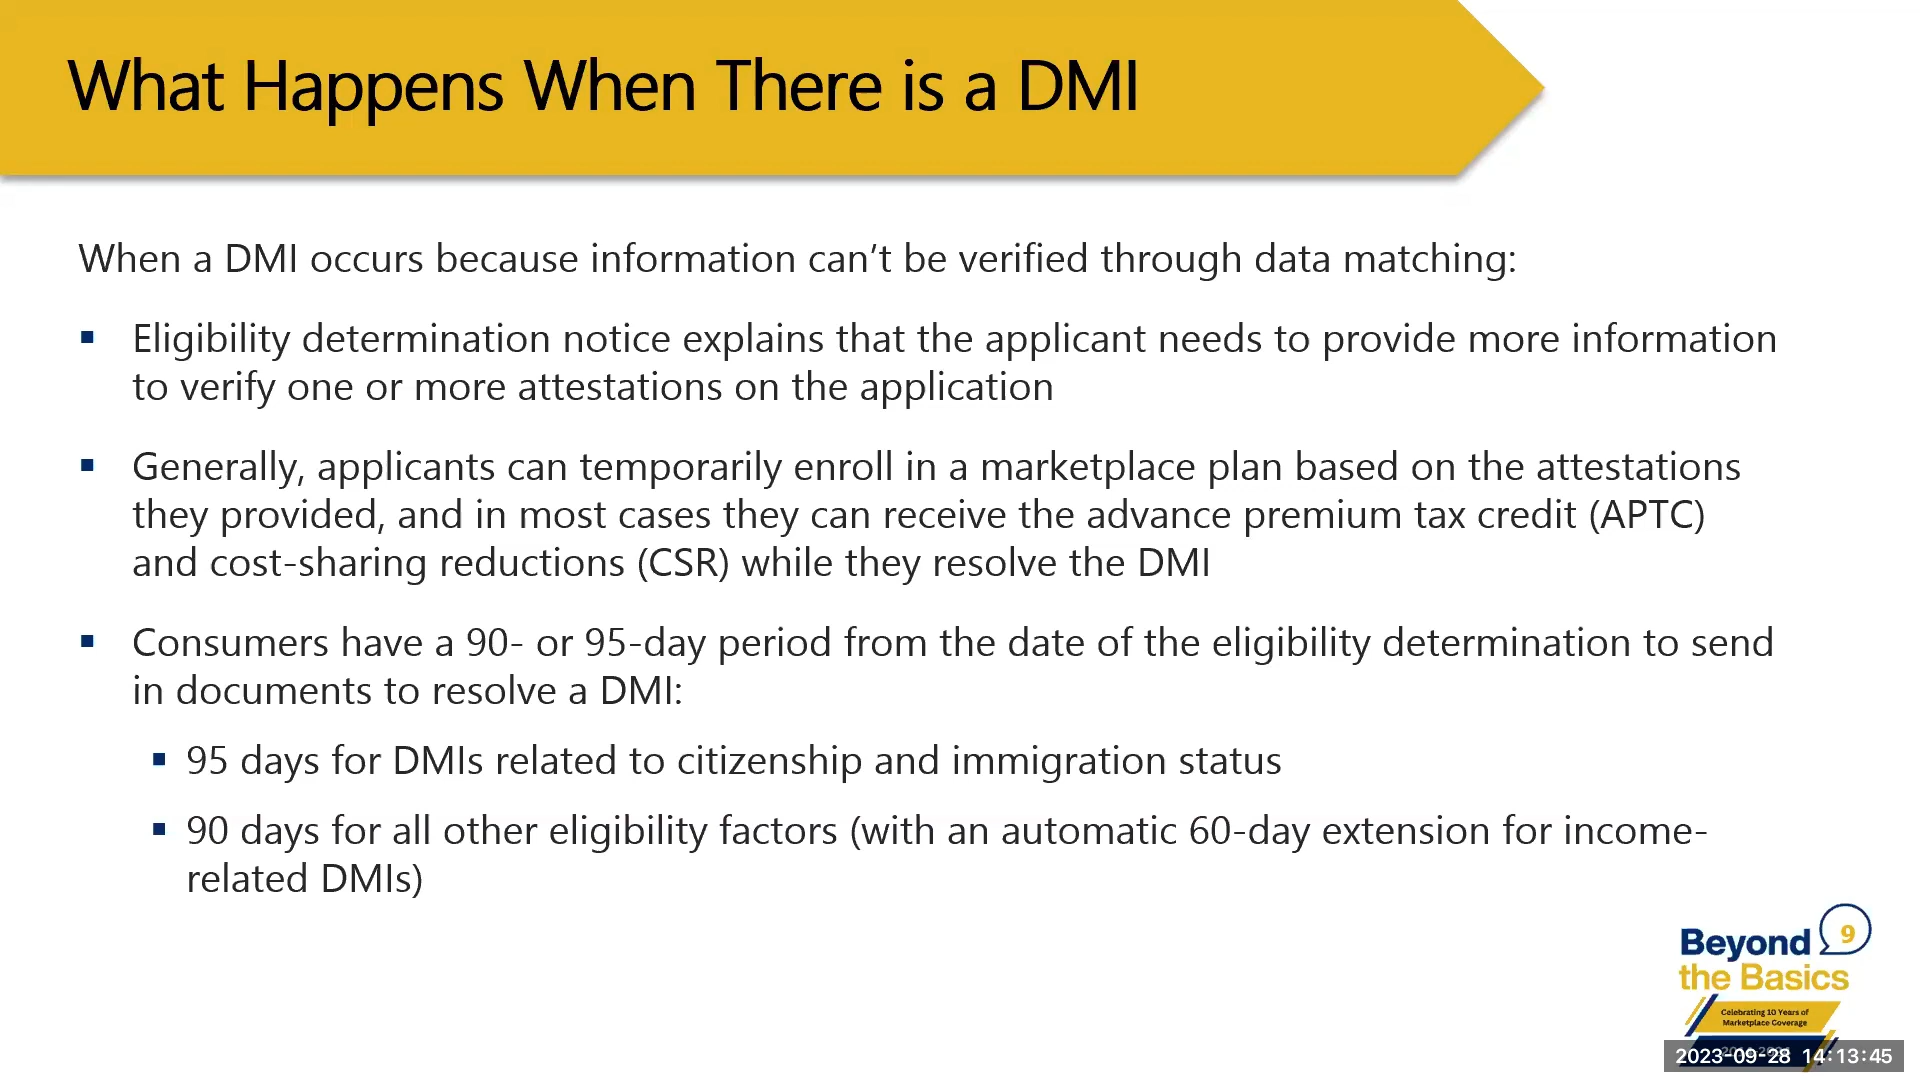 What Happens When There is a DMI
When a DMI occurs because information can’t be verified through data matching:
Eligibility determination notice explains that the applicant needs to provide more information
to verify one or more attestations on the application
Generally, applicants can temporarily enroll in a marketplace plan based on the attestations
they provided, and in most cases they can receive the advance premium tax credit (APTC)
and cost-sharing reductions (CSR) while they resolve the DMI
Consumers have a 90- or 95-day period from the date of the eligibility determination to send
in documents to resolve a DMI:
95 days for DMIs related to citizenship and immigration status
90 days for all other eligibility factors (with an automatic 60-day extension for income-
related DMIs)
9
Beyond
the Basics
Celebrating 10 Years of
Marketplace Coverage
2023-09-28 14:13:45